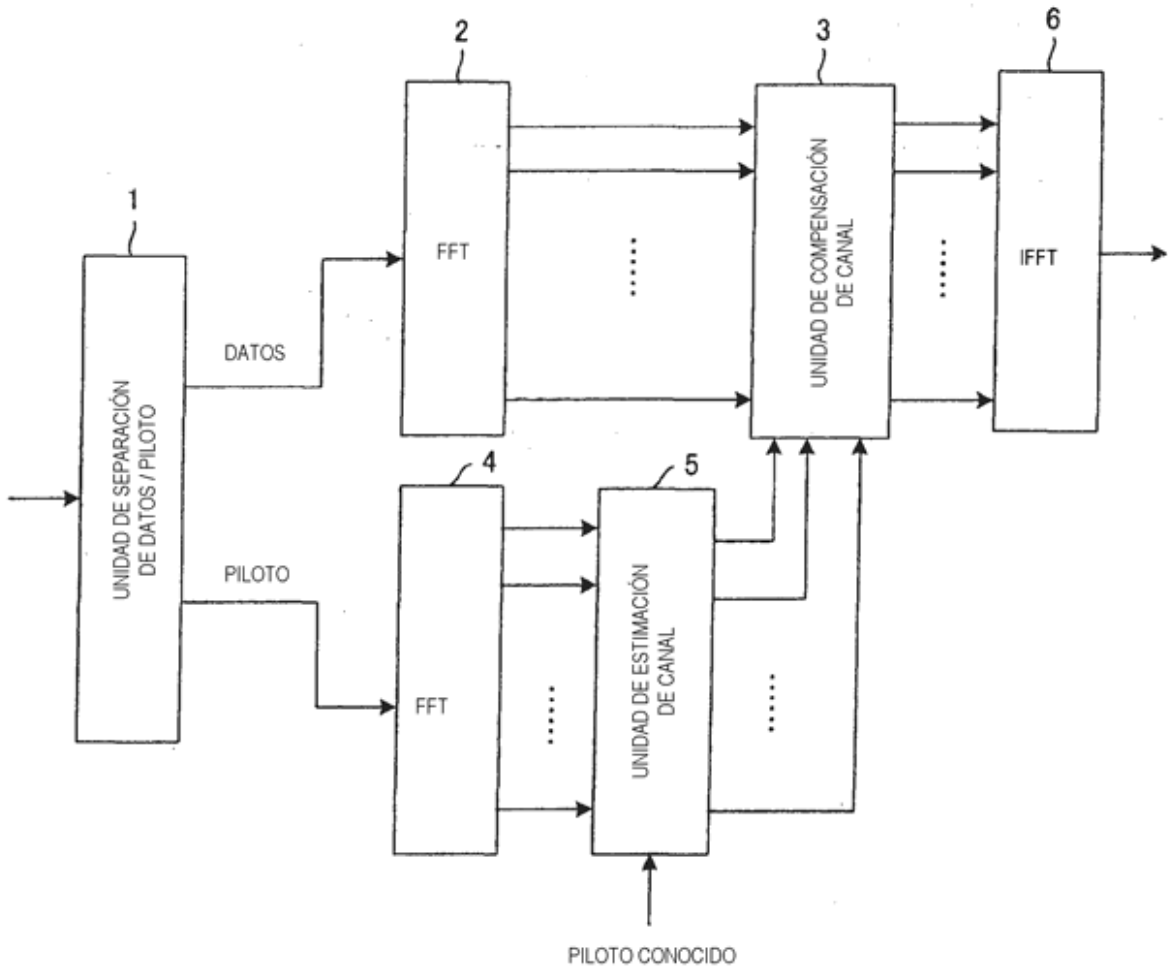 1
UNIDAD DE SEPARACIÓN
DE DATOS / PILOTO
DATOS
PILOTO
2
FFT
3
UNIDAD DE COMPENSACIÓN
DE CANAL
6
IFFT
4
FFT
5
UNIDAD DE ESTIMACIÓN
DE CANAL
PILOTO CONOCIDO